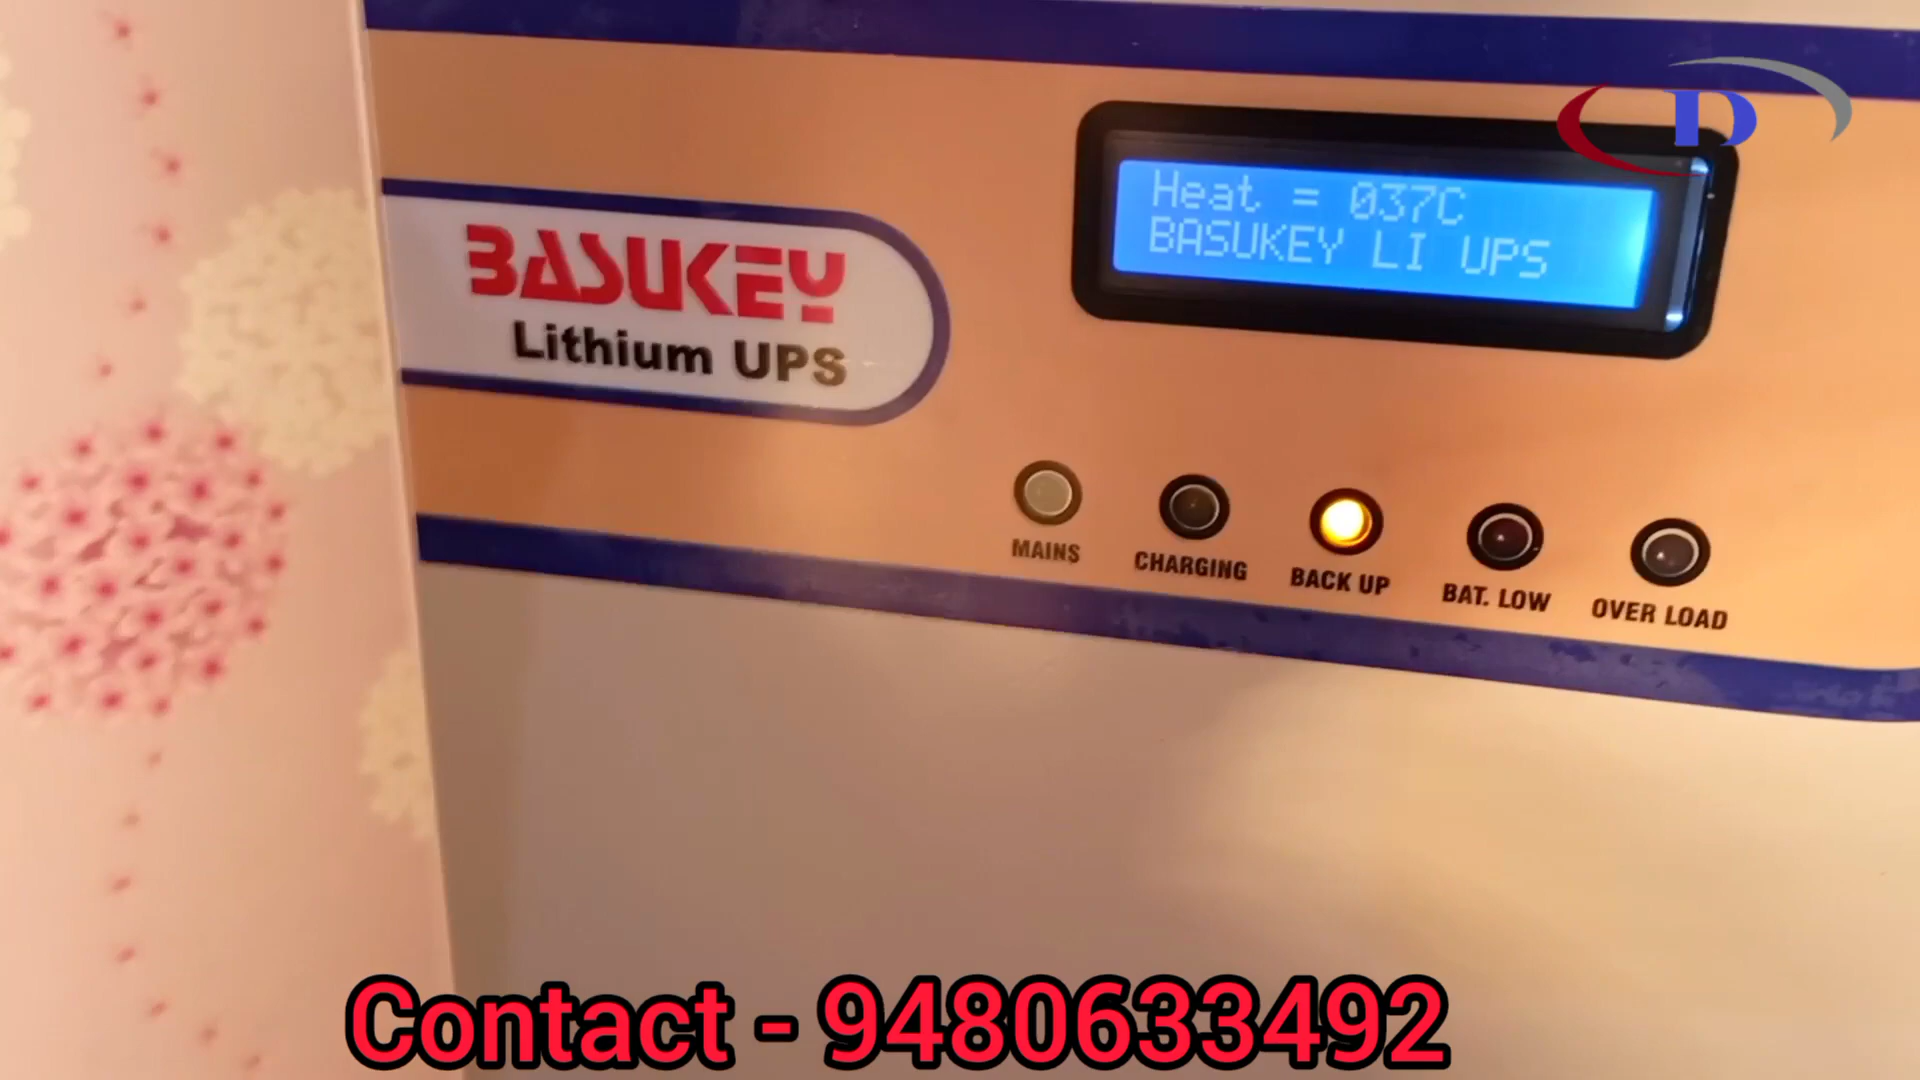 D
Heat = 037C
BASUKEY LI UPS
BASUKEY
Lithium UPS
MAINS
CHARGING
BACK UP
BAT. LOW
OVER LOAD
Contact - 9480633492